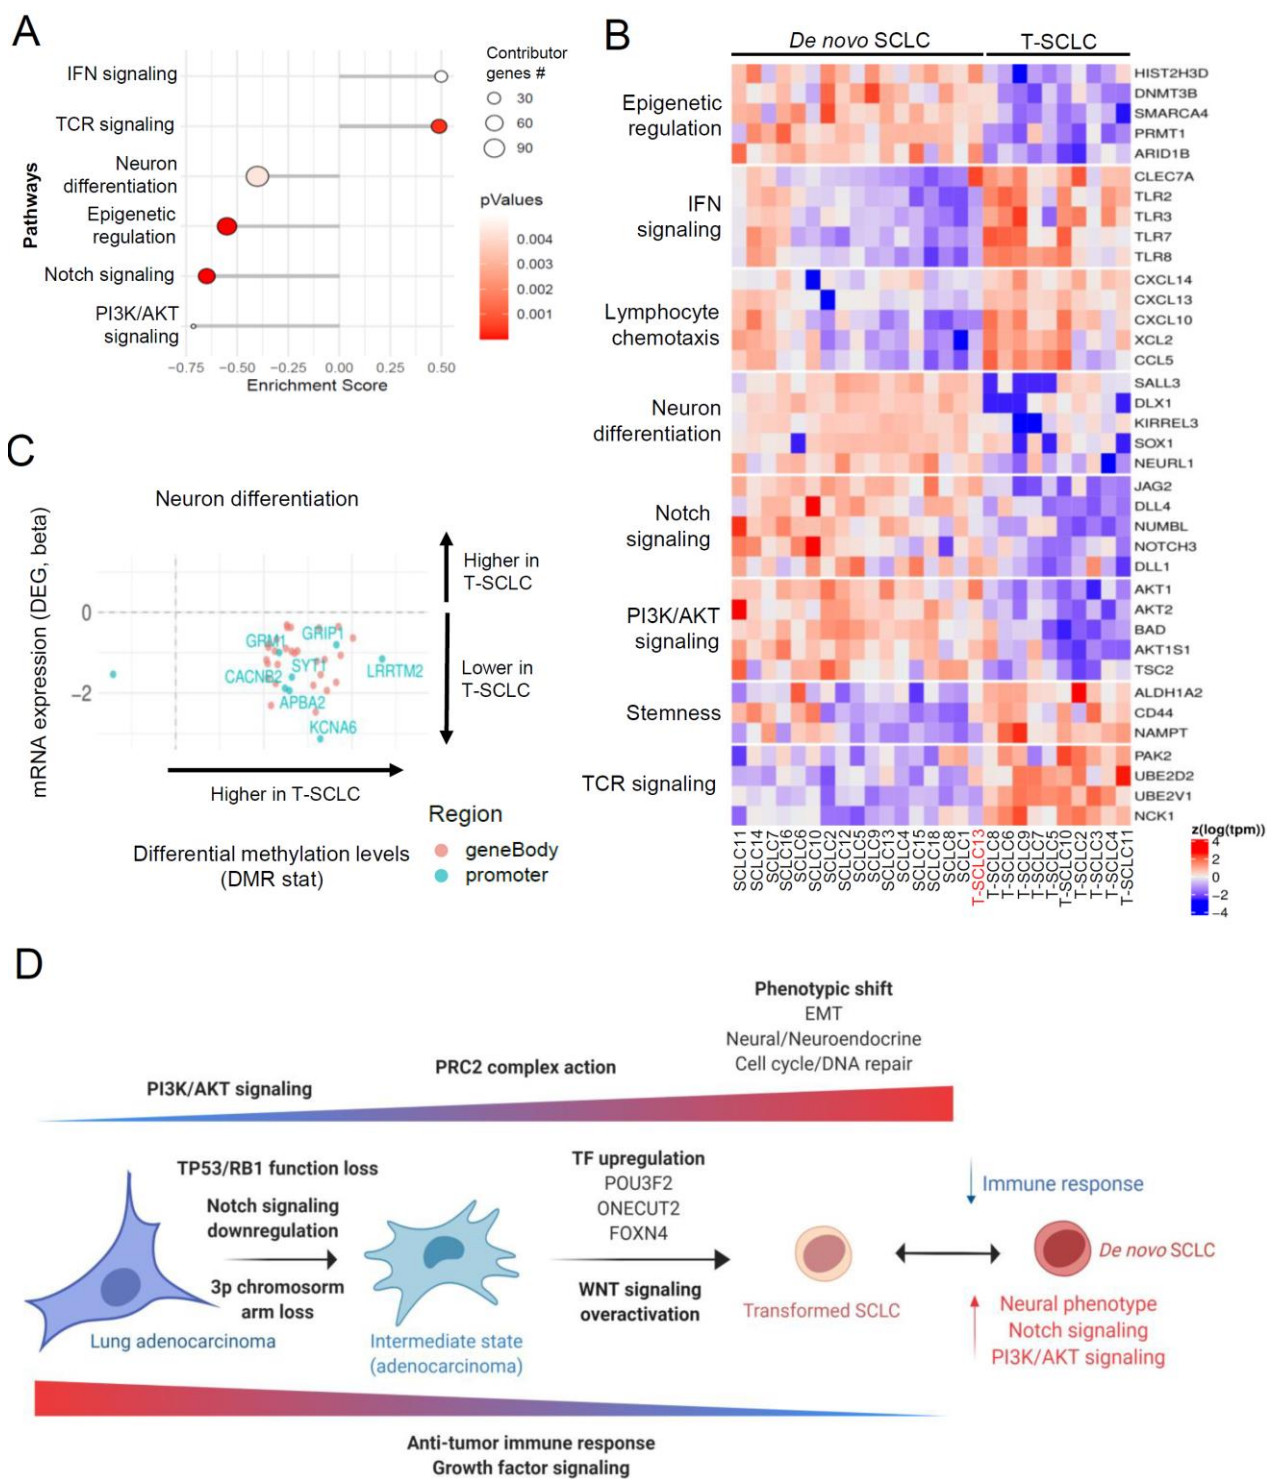 A
IFN signaling
TCR signaling
Neuron
differentiation
Epigenetic
regulation
Notch signaling
PI3K/AKT
signaling
Pathways
−0.75 −0.50 −0.25 0.00 0.25 0.50
Enrichment Score
Contributor
genes #
30
60
90
pValues
0.004
0.003
0.002
0.001
B
De novo SCLC
T-SCLC
Epigenetic
regulation
IFN
signaling
Lymphocyte
chemotaxis
Neuron
differentiation
Notch
signaling
PI3K/AKT
signaling
Stemness
TCR signaling
HIST2H3D
DNMT3B
SMARCA4
PRMT1
ARID1B
CLEC7A
TLR2
TLR3
TLR7
TLR8
CXCL14
CXCL13
CXCL10
XCL2
CCL5
SALL3
DLX1
KIRREL3
SOX1
NEURL1
JAG2
DLL4
NUMBL
NOTCH3
DLL1
AKT1
AKT2
BAD
AKT1S1
TSC2
ALDH1A2
CD44
NAMPT
PAK2
UBE2D2
UBE2V1
NCK1
SCLC11
SCLC14
SCLC7
SCLC16
SCLC6
SCLC10
SCLC2
SCLC12
SCLC5
SCLC9
SCLC13
SCLC4
SCLC15
SCLC18
SCLC8
SCLC1
T-SCLC13
T-SCLC8
T-SCLC6
T-SCLC9
T-SCLC7
T-SCLC5
T-SCLC10
T-SCLC2
T-SCLC3
T-SCLC4
T-SCLC11
z(log(tpm))
4
2
0
−2
−4
C
Neuron differentiation
mRNA expression (DEG, beta)
0
−2
GRM1
GRIP1
CACNB2
SYT1
LRRTM2
APBA2
KCNA6
Higher in
T-SCLC
Lower in
T-SCLC
Higher in T-SCLC
Differential methylation levels
(DMR stat)
Region
geneBody
promoter
D
PI3K/AKT signaling
PRC2 complex action
Phenotypic shift
EMT
Neural/Neuroendocrine
Cell cycle/DNA repair
TP53/RB1 function loss
Notch signaling
downregulation
3p chromosorm
arm loss
TF upregulation
POU3F2
ONECUT2
FOXN4
WNT signaling
overactivation
Lung adenocarcinoma
Intermediate state
(adenocarcinoma)
Transformed SCLC
Immune response
De novo SCLC
Neural phenotype
Notch signaling
PI3K/AKT signaling
Anti-tumor immune response
Growth factor signaling